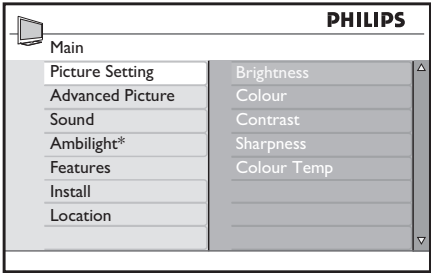 PHILIPS
Main
Picture Setting
Advanced Picture
Sound
Ambilight*
Features
Install
Location
Brightness
Colour
Contrast
Sharpness
Colour Temp